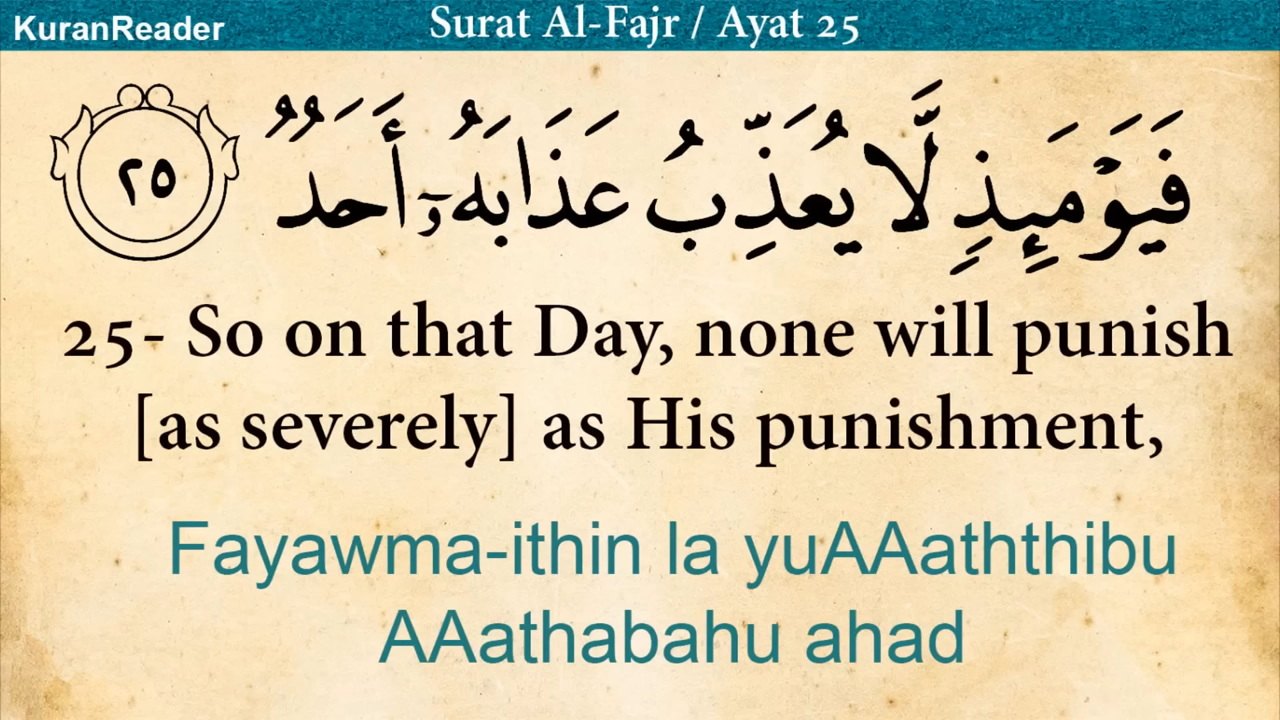 KuranReader
Surat Al-Fajr / Ayat 25
فَيَوْمَئِذٍ لَّا يُعَذِّبُ عَذَابَهُۥٓ أَحَدٌ ٢٥
25- So on that Day, none will punish
[as severely] as His punishment,
Fayawma-ithin la yuAAaththibu
AAathabahu ahad